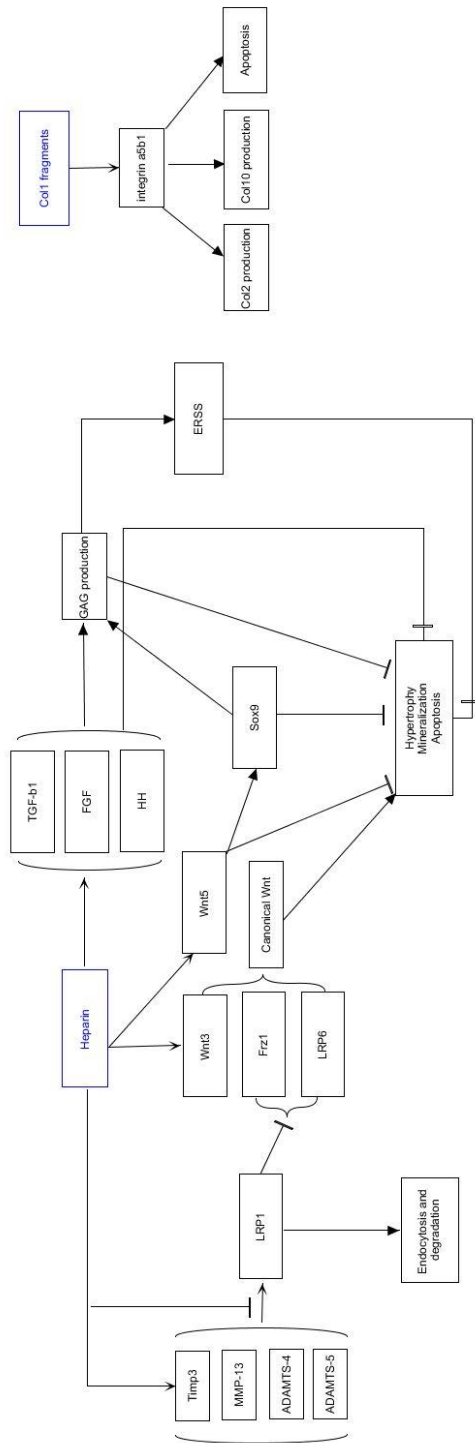 Timp3
MMP-13
ADAMTS-4
ADAMTS-5
LRP1
Endocytosis and
degradation
Heparin
Wnt3
Frz1
LRP6
Wnt5
Canonical Wnt
TGF-b1
FGF
HH
Sox9
GAG production
ERSS
Hypertrophy
Mineralization
Apoptosis
Col1 fragments
integrin a5b1
Col2 production
Col10 production
Apoptosis